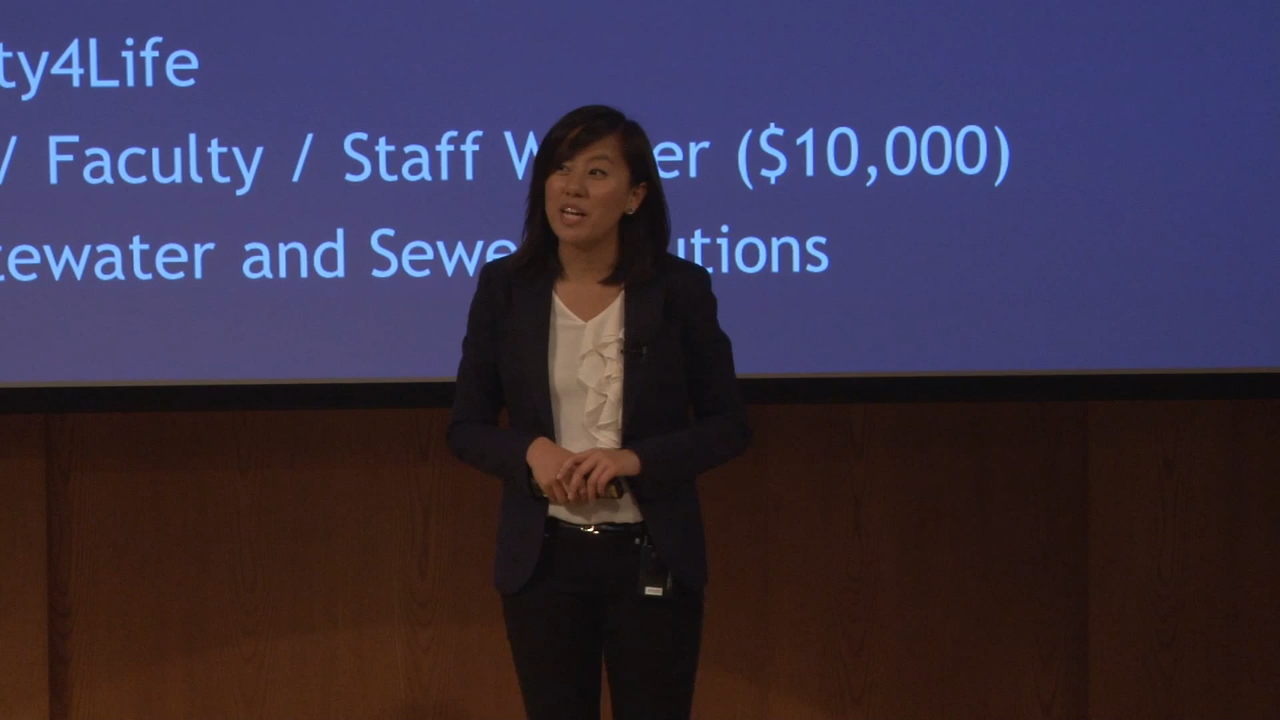 ty4Life
/ Faculty / Staff W er ($10,000)
tewater and Sewe utions